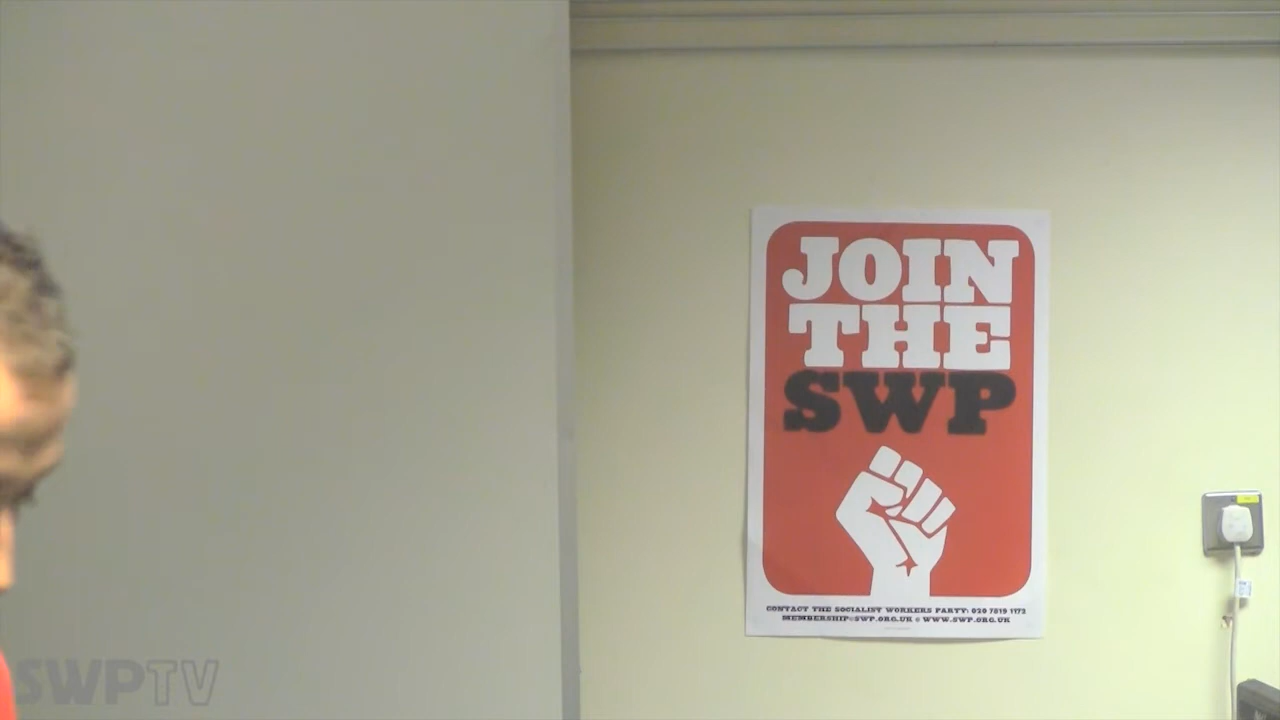 JOIN
THE
SWP
CONTACT THE SOCIALIST WORKERS PARTY: 020 7819 1172
MEMBERSHIP@SWP.ORG.UK ● WWW.SWP.ORG.UK
SWPTV